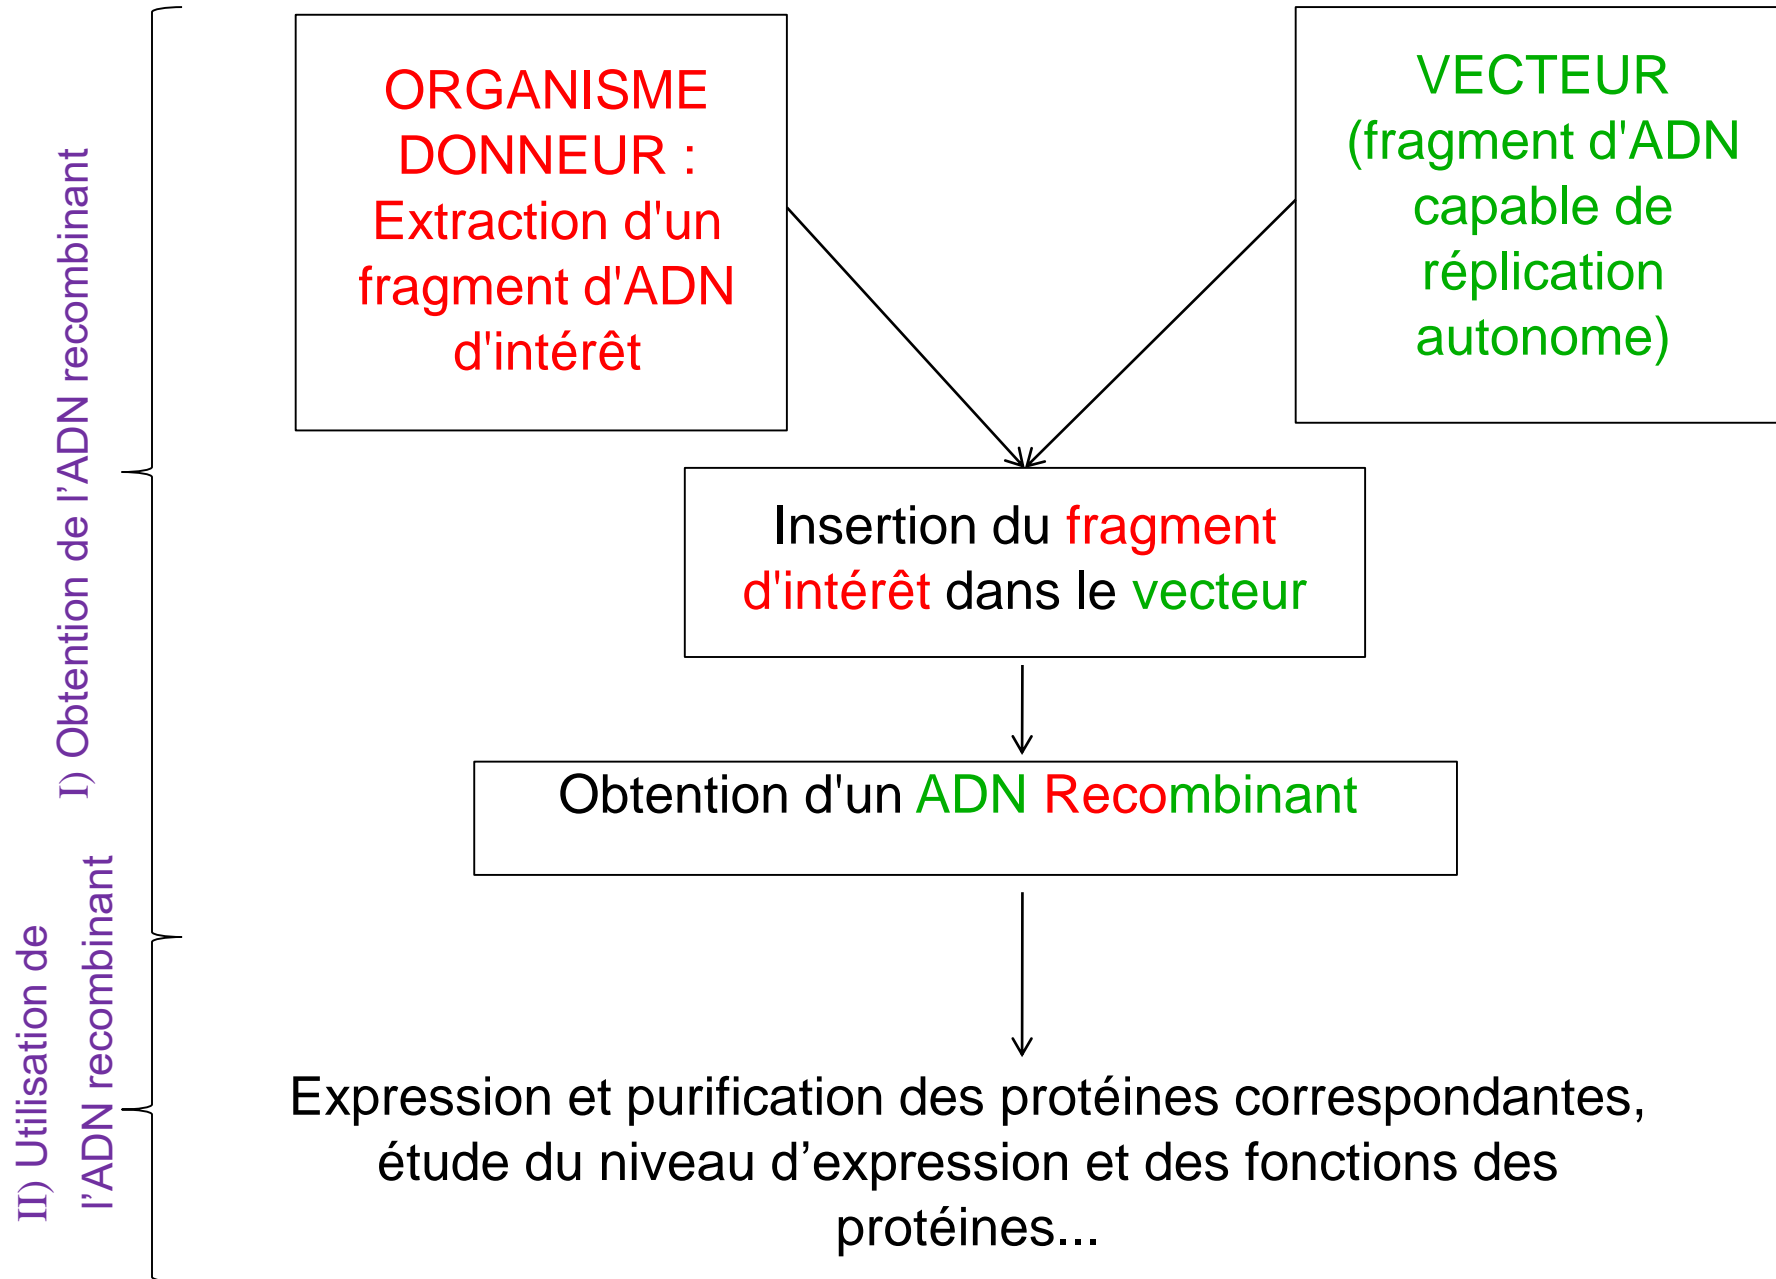 I) Obtention de l’ADN recombinant
ORGANISME
DONNEUR :
Extraction d'un
fragment d'ADN
d'intérêt
VECTEUR
(fragment d'ADN
capable de
réplication
autonome)
Insertion du fragment
d'intérêt dans le vecteur
Obtention d'un ADN Recombinant
II) Utilisation de
l’ADN recombinant
Expression et purification des protéines correspondantes,
étude du niveau d’expression et des fonctions des
protéines...